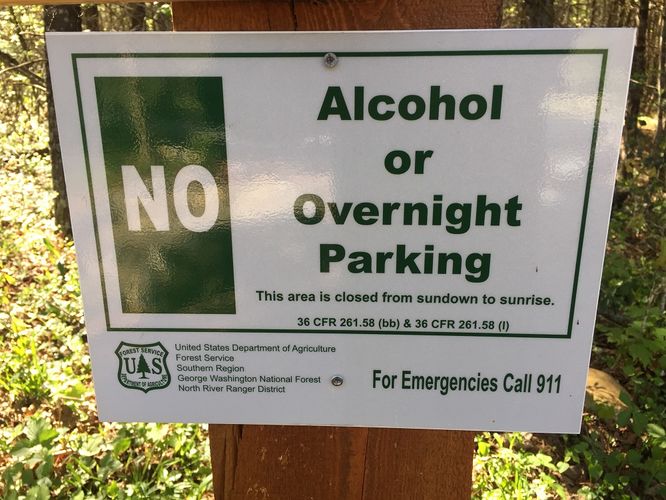 NO
Alcohol
or
Overnight
Parking
This area is closed from sundown to sunrise.
36 CFR 261.58 (bb) & 36 CFR 261.58 (l)
FOREST SERVICE
U S
DEPARTMENT OF AGRICULTURE
United States Department of Agriculture
Forest Service
Southern Region
George Washington National Forest
North River Ranger District
For Emergencies Call 911